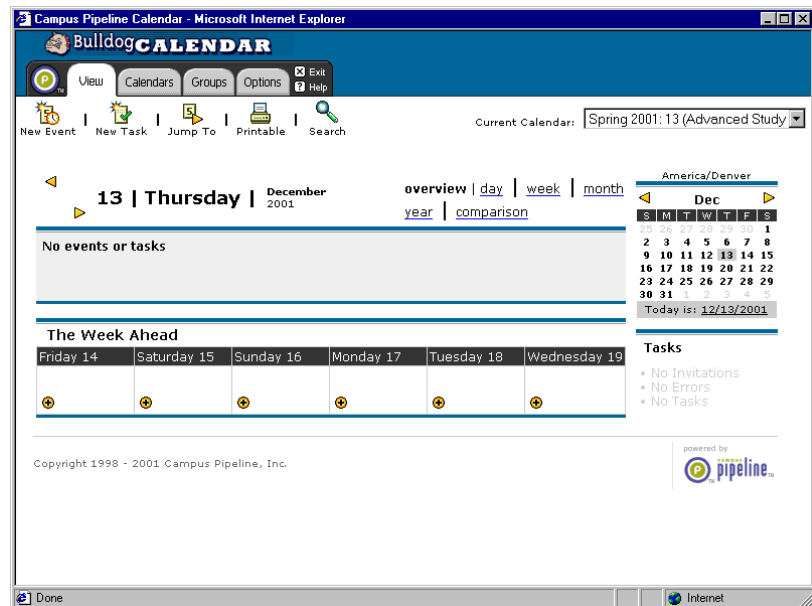 Campus Pipeline Calendar - Microsoft Internet Explorer
Bulldog CALENDAR
View Calendars Groups Options Exit
Help
New Event | New Task | Jump To | Printable | Search
Current Calendar: Spring 2001: 13 (Advanced Study
13 | Thursday | December
2001
overview | day | week | month
year | comparison
America/Denver
Dec
S M T W T F S
25 26 27 28 29 30 1
2 3 4 5 6 7 8
9 10 11 12 13 14 15
16 17 18 19 20 21 22
23 24 25 26 27 28 29
30 31 1 2 3 4 5
Today is: 12/13/2001
No events or tasks
The Week Ahead
Friday 14 Saturday 15 Sunday 16 Monday 17 Tuesday 18 Wednesday 19
Tasks
• No Invitations
• No Errors
• No Tasks
Copyright 1998 - 2001 Campus Pipeline, Inc.
powered by
campus
pipeline™
Done
Internet